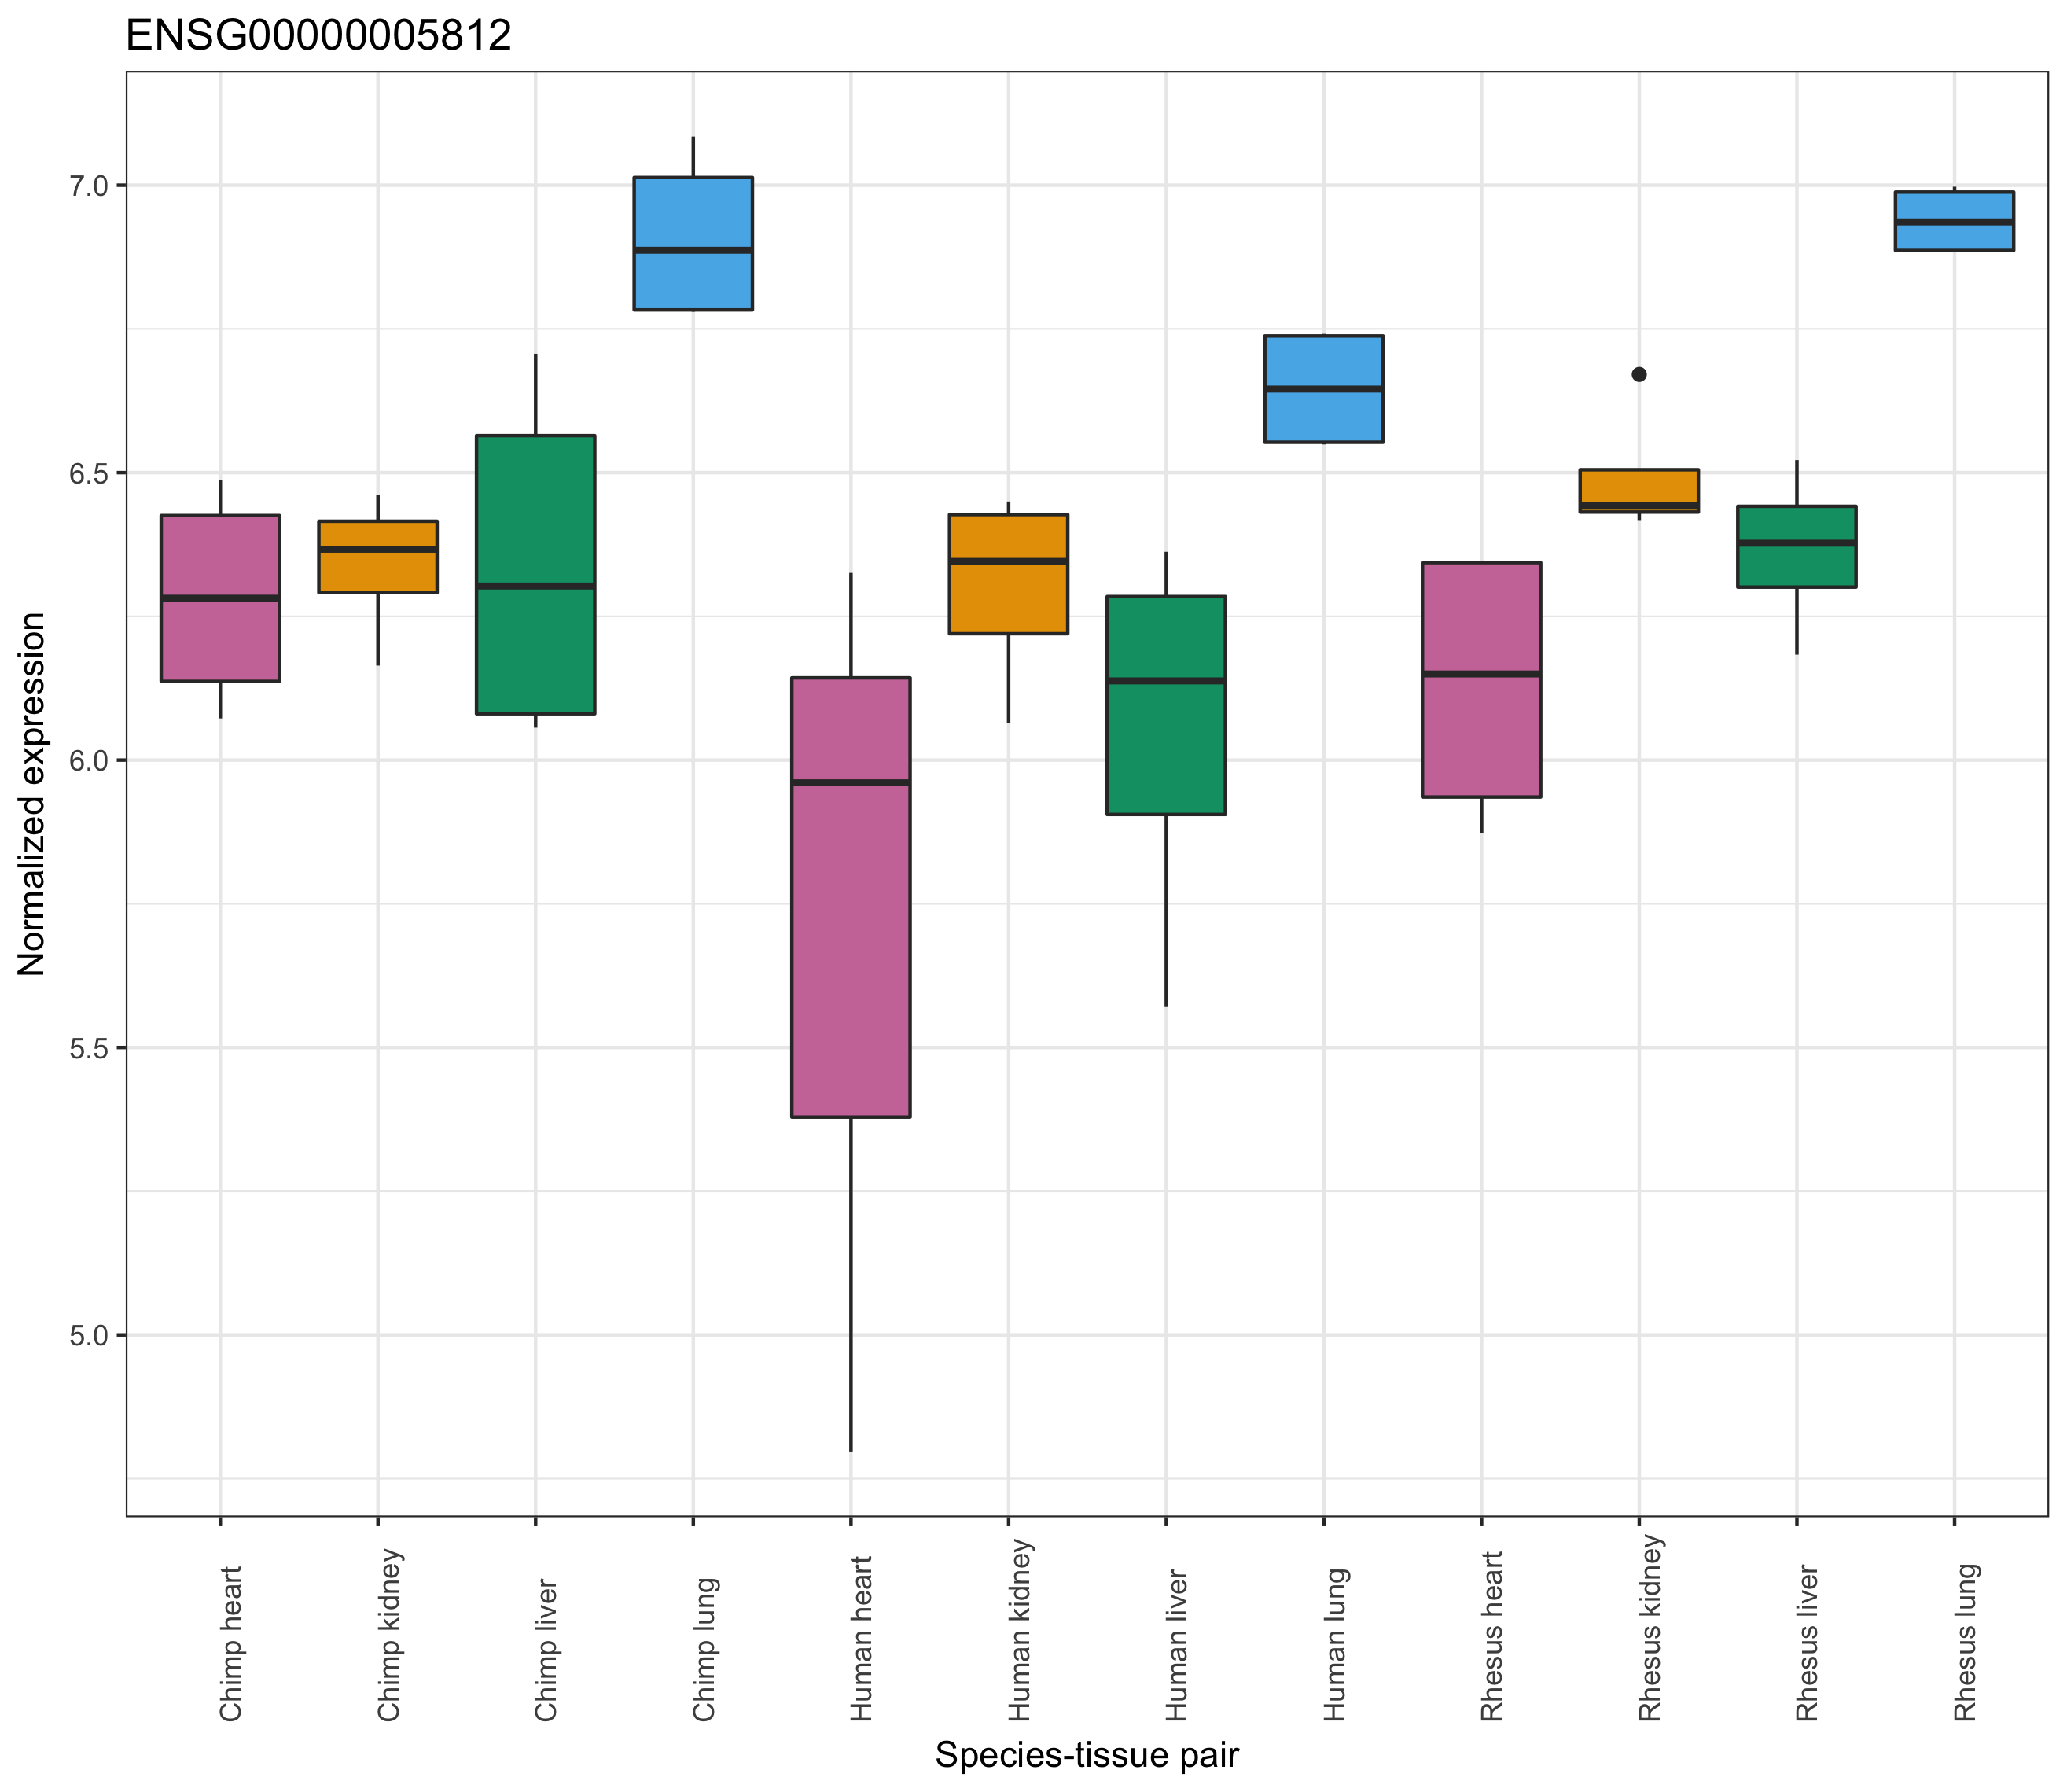 ENSG00000005812
Normalized expression
7.0
6.5
6.0
5.5
5.0
Chimp heart
Chimp kidney
Chimp liver
Chimp lung
Human heart
Human kidney
Human liver
Human lung
Rhesus heart
Rhesus kidney
Rhesus liver
Rhesus lung
Species-tissue pair